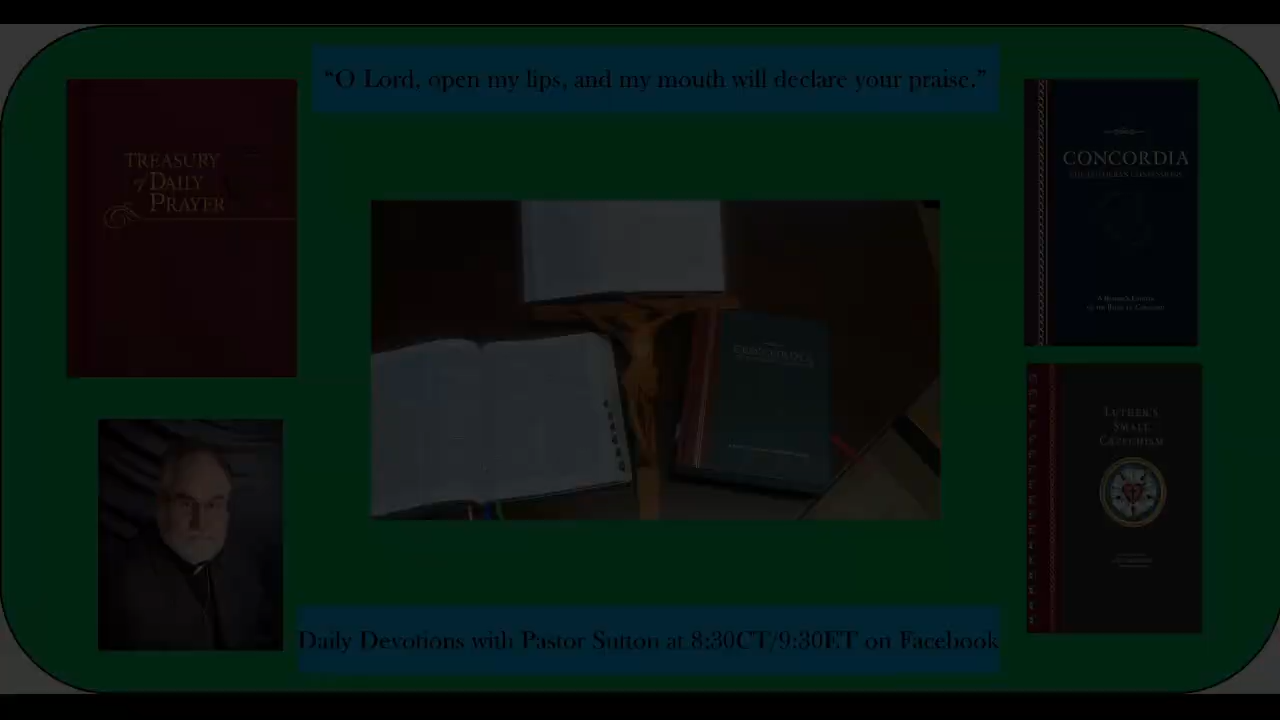 “O Lord, open my lips, and my mouth will declare your praise.”
TREASURY
of DAILY
PRAYER
CONCORDIA
THE LUTHERAN CONFESSIONS
A Reader's Edition
of the Book of Concord
CONCORDIA
LUTHER'S
SMALL
CATECHISM
Daily Devotions with Pastor Sutton at 8:30CT/9:30ET on Facebook